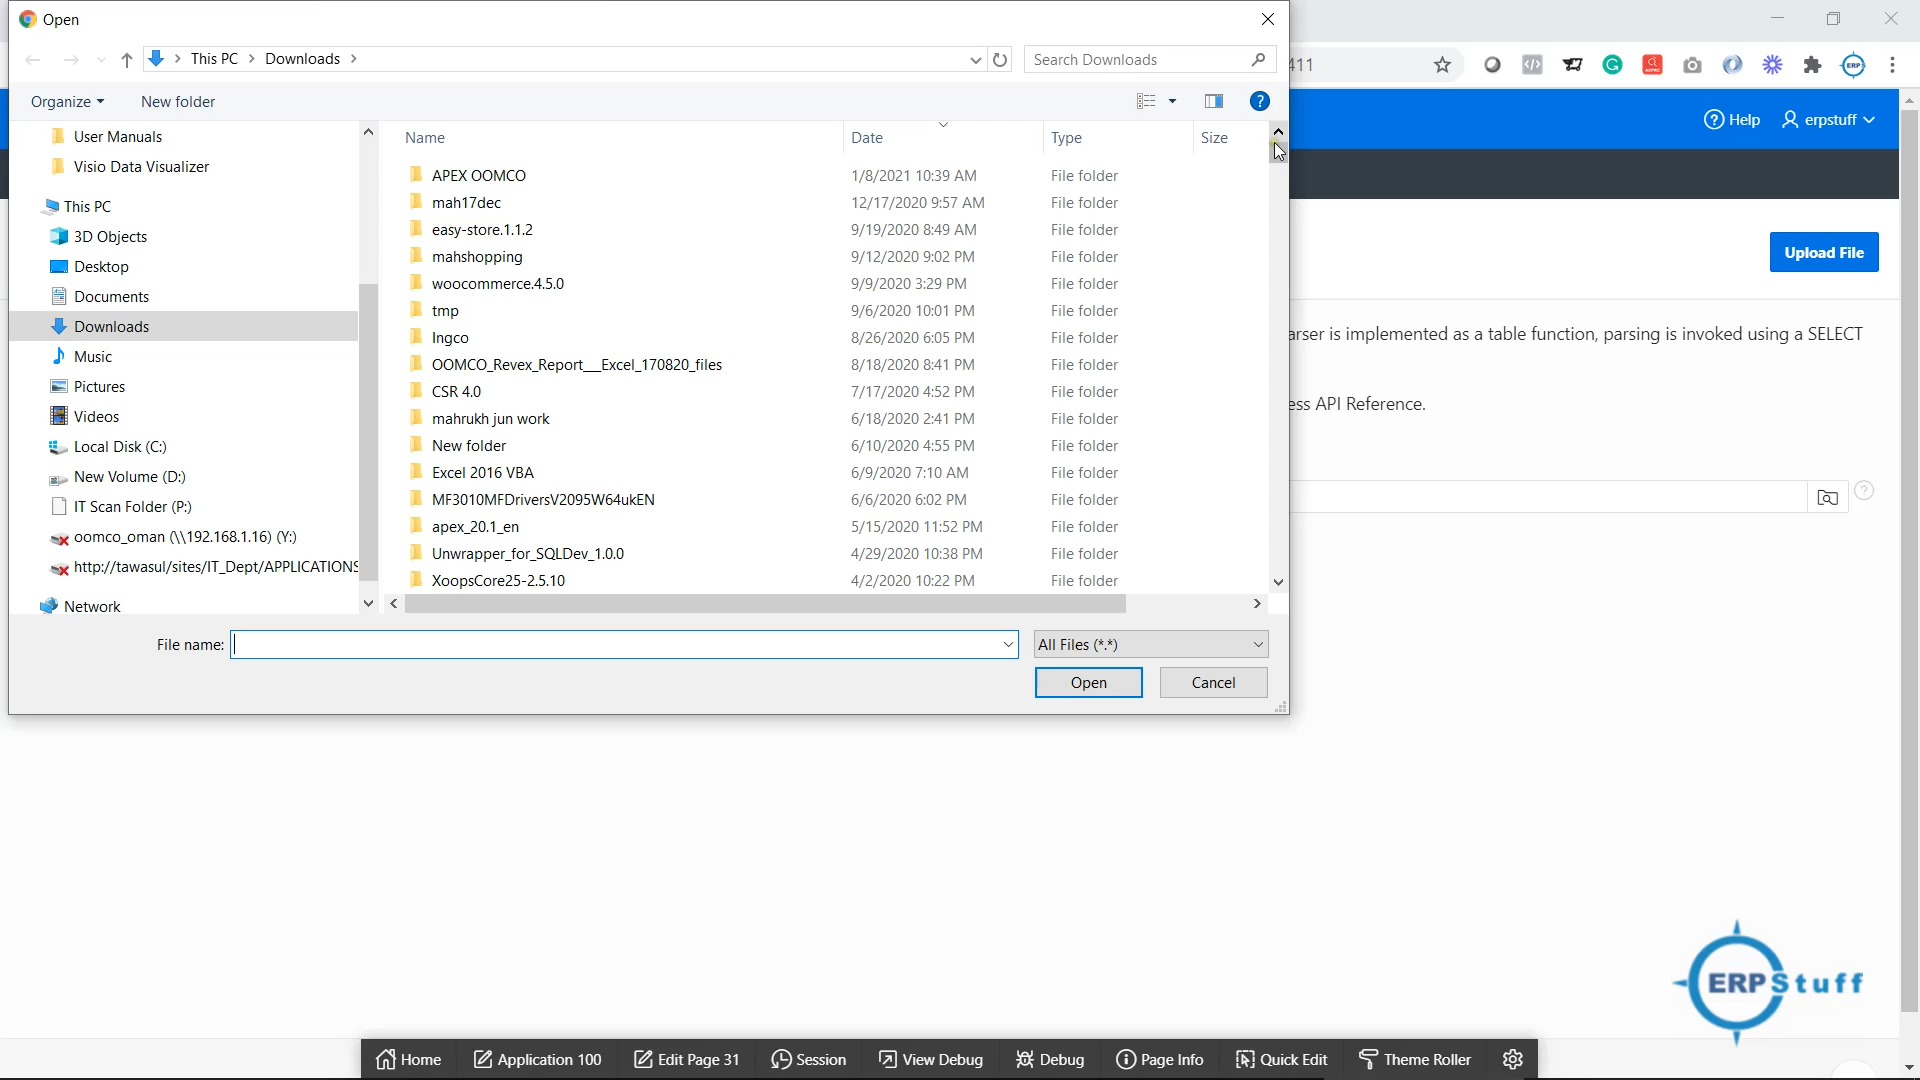 Open
This PC
Downloads
Search Downloads
411
Organize
New folder
Help
erpstuff
User Manuals
Visio Data Visualizer
This PC
3D Objects
Desktop
Documents
Downloads
Music
Pictures
Videos
Local Disk (C:)
New Volume (D:)
IT Scan Folder (P:)
oomco_oman (\\192.168.1.16) (Y:)
http://tawasul/sites/IT_Dept/APPLICATIONS
Network
Name Date Type Size
APEX OOMCO 1/8/2021 10:39 AM File folder
mah17dec 12/17/2020 9:57 AM File folder
easy-store.1.1.2 9/19/2020 8:49 AM File folder
mahshopping 9/12/2020 9:02 PM File folder
woocommerce.4.5.0 9/9/2020 3:29 PM File folder
tmp 9/6/2020 10:01 PM File folder
Ingco 8/26/2020 6:05 PM File folder
OOMCO_Revex_Report__Excel_170820_files 8/18/2020 8:41 PM File folder
CSR 4.0 7/17/2020 4:52 PM File folder
mahrukh jun work 6/18/2020 2:41 PM File folder
New folder 6/10/2020 4:55 PM File folder
Excel 2016 VBA 6/9/2020 7:10 AM File folder
MF3010MFDriversV2095W64ukEN 6/6/2020 6:02 PM File folder
apex_20.1_en 5/15/2020 11:52 PM File folder
Unwrapper_for_SQLDev_1.0.0 4/29/2020 10:38 PM File folder
XoopsCore25-2.5.10 4/2/2020 10:22 PM File folder
Upload File
arser is implemented as a table function, parsing is invoked using a SELECT
ess API Reference.
File name:
All Files (*.*)
Open
Cancel
ERPStuff
Home
Application 100
Edit Page 31
Session
View Debug
Debug
Page Info
Quick Edit
Theme Roller